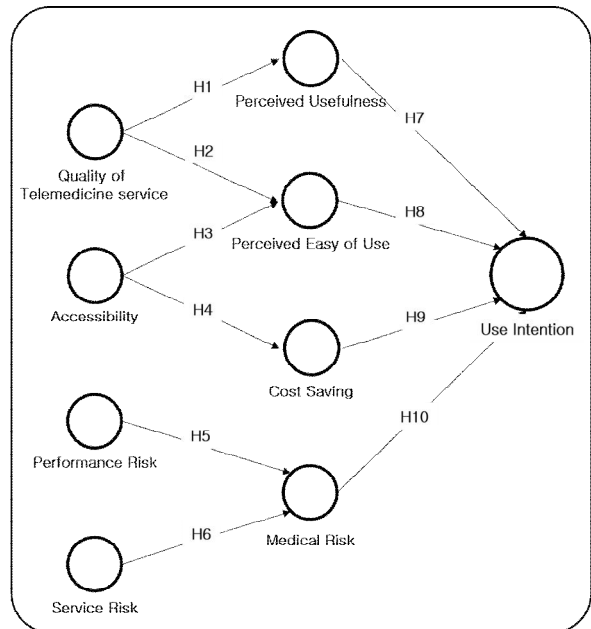 H1
Perceived Usefulness
H7
Quality of
Telemedicine service
H2
H3
Perceived Easy of Use
H8
Accessibility
H4
Cost Saving
H9
Use Intention
Performance Risk
H5
H10
Medical Risk
H6
Service Risk